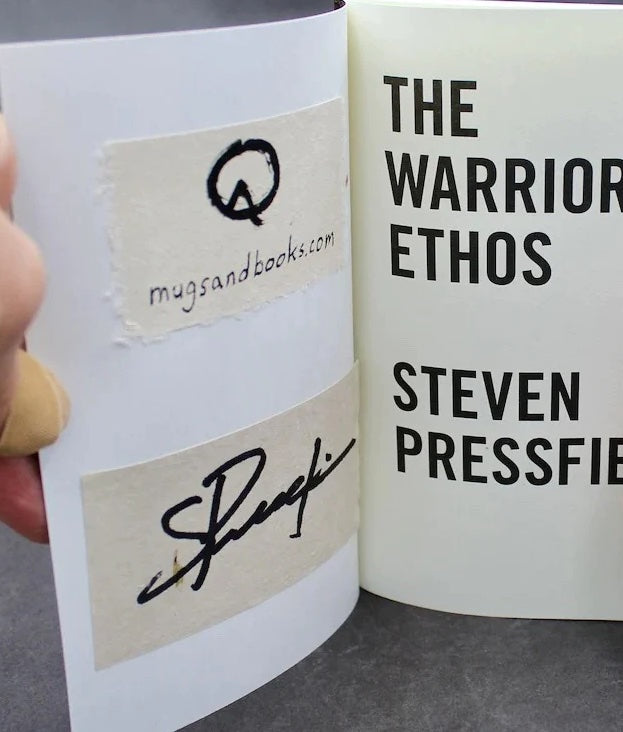 mugsandbooks.com
THE
WARRIOR
ETHOS
STEVEN
PRESSFIE